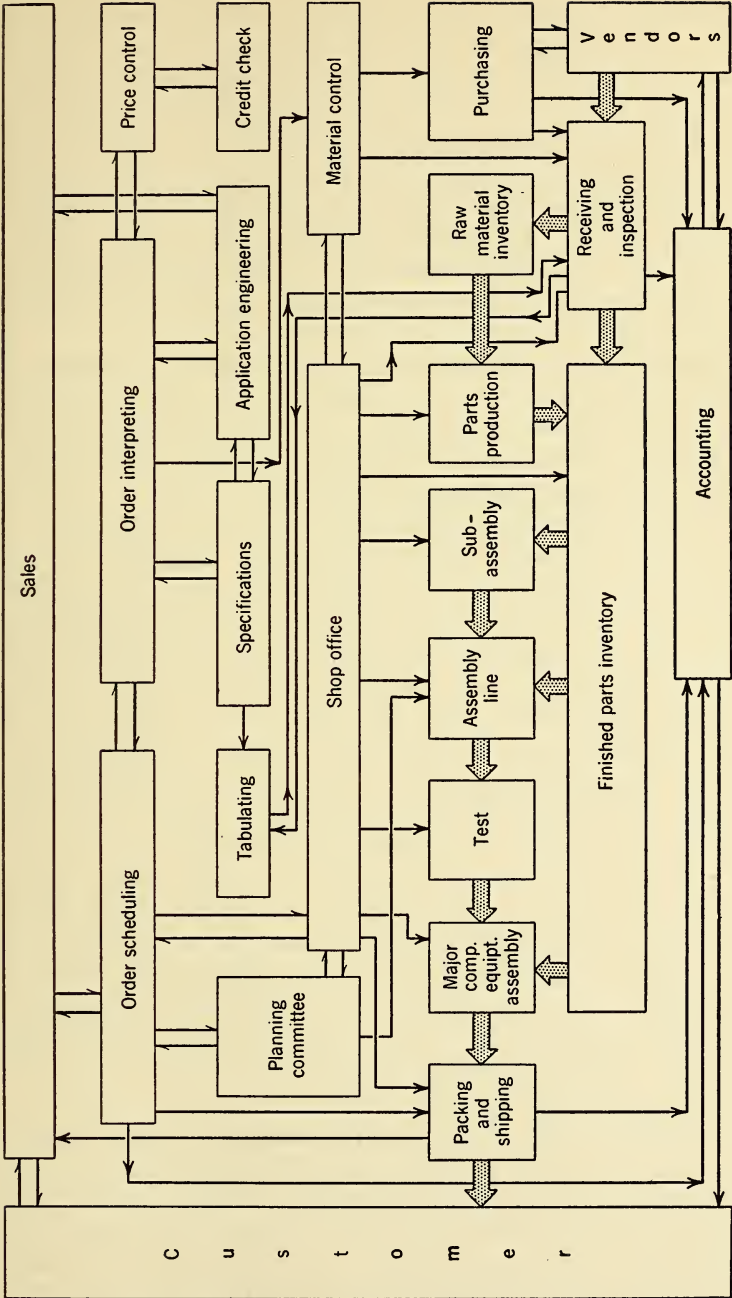 Sales
Customer
Order scheduling
Order interpreting
Price control
Planning
committee
Tabulating
Specifications
Application engineering
Credit check
Shop office
Material control
Packing
and
shipping
Major
comp.
equipt.
assembly
Test
Assembly
line
Sub-
assembly
Parts
production
Raw
material
inventory
Purchasing
Finished parts inventory
Receiving
and
inspection
Vendors
Accounting